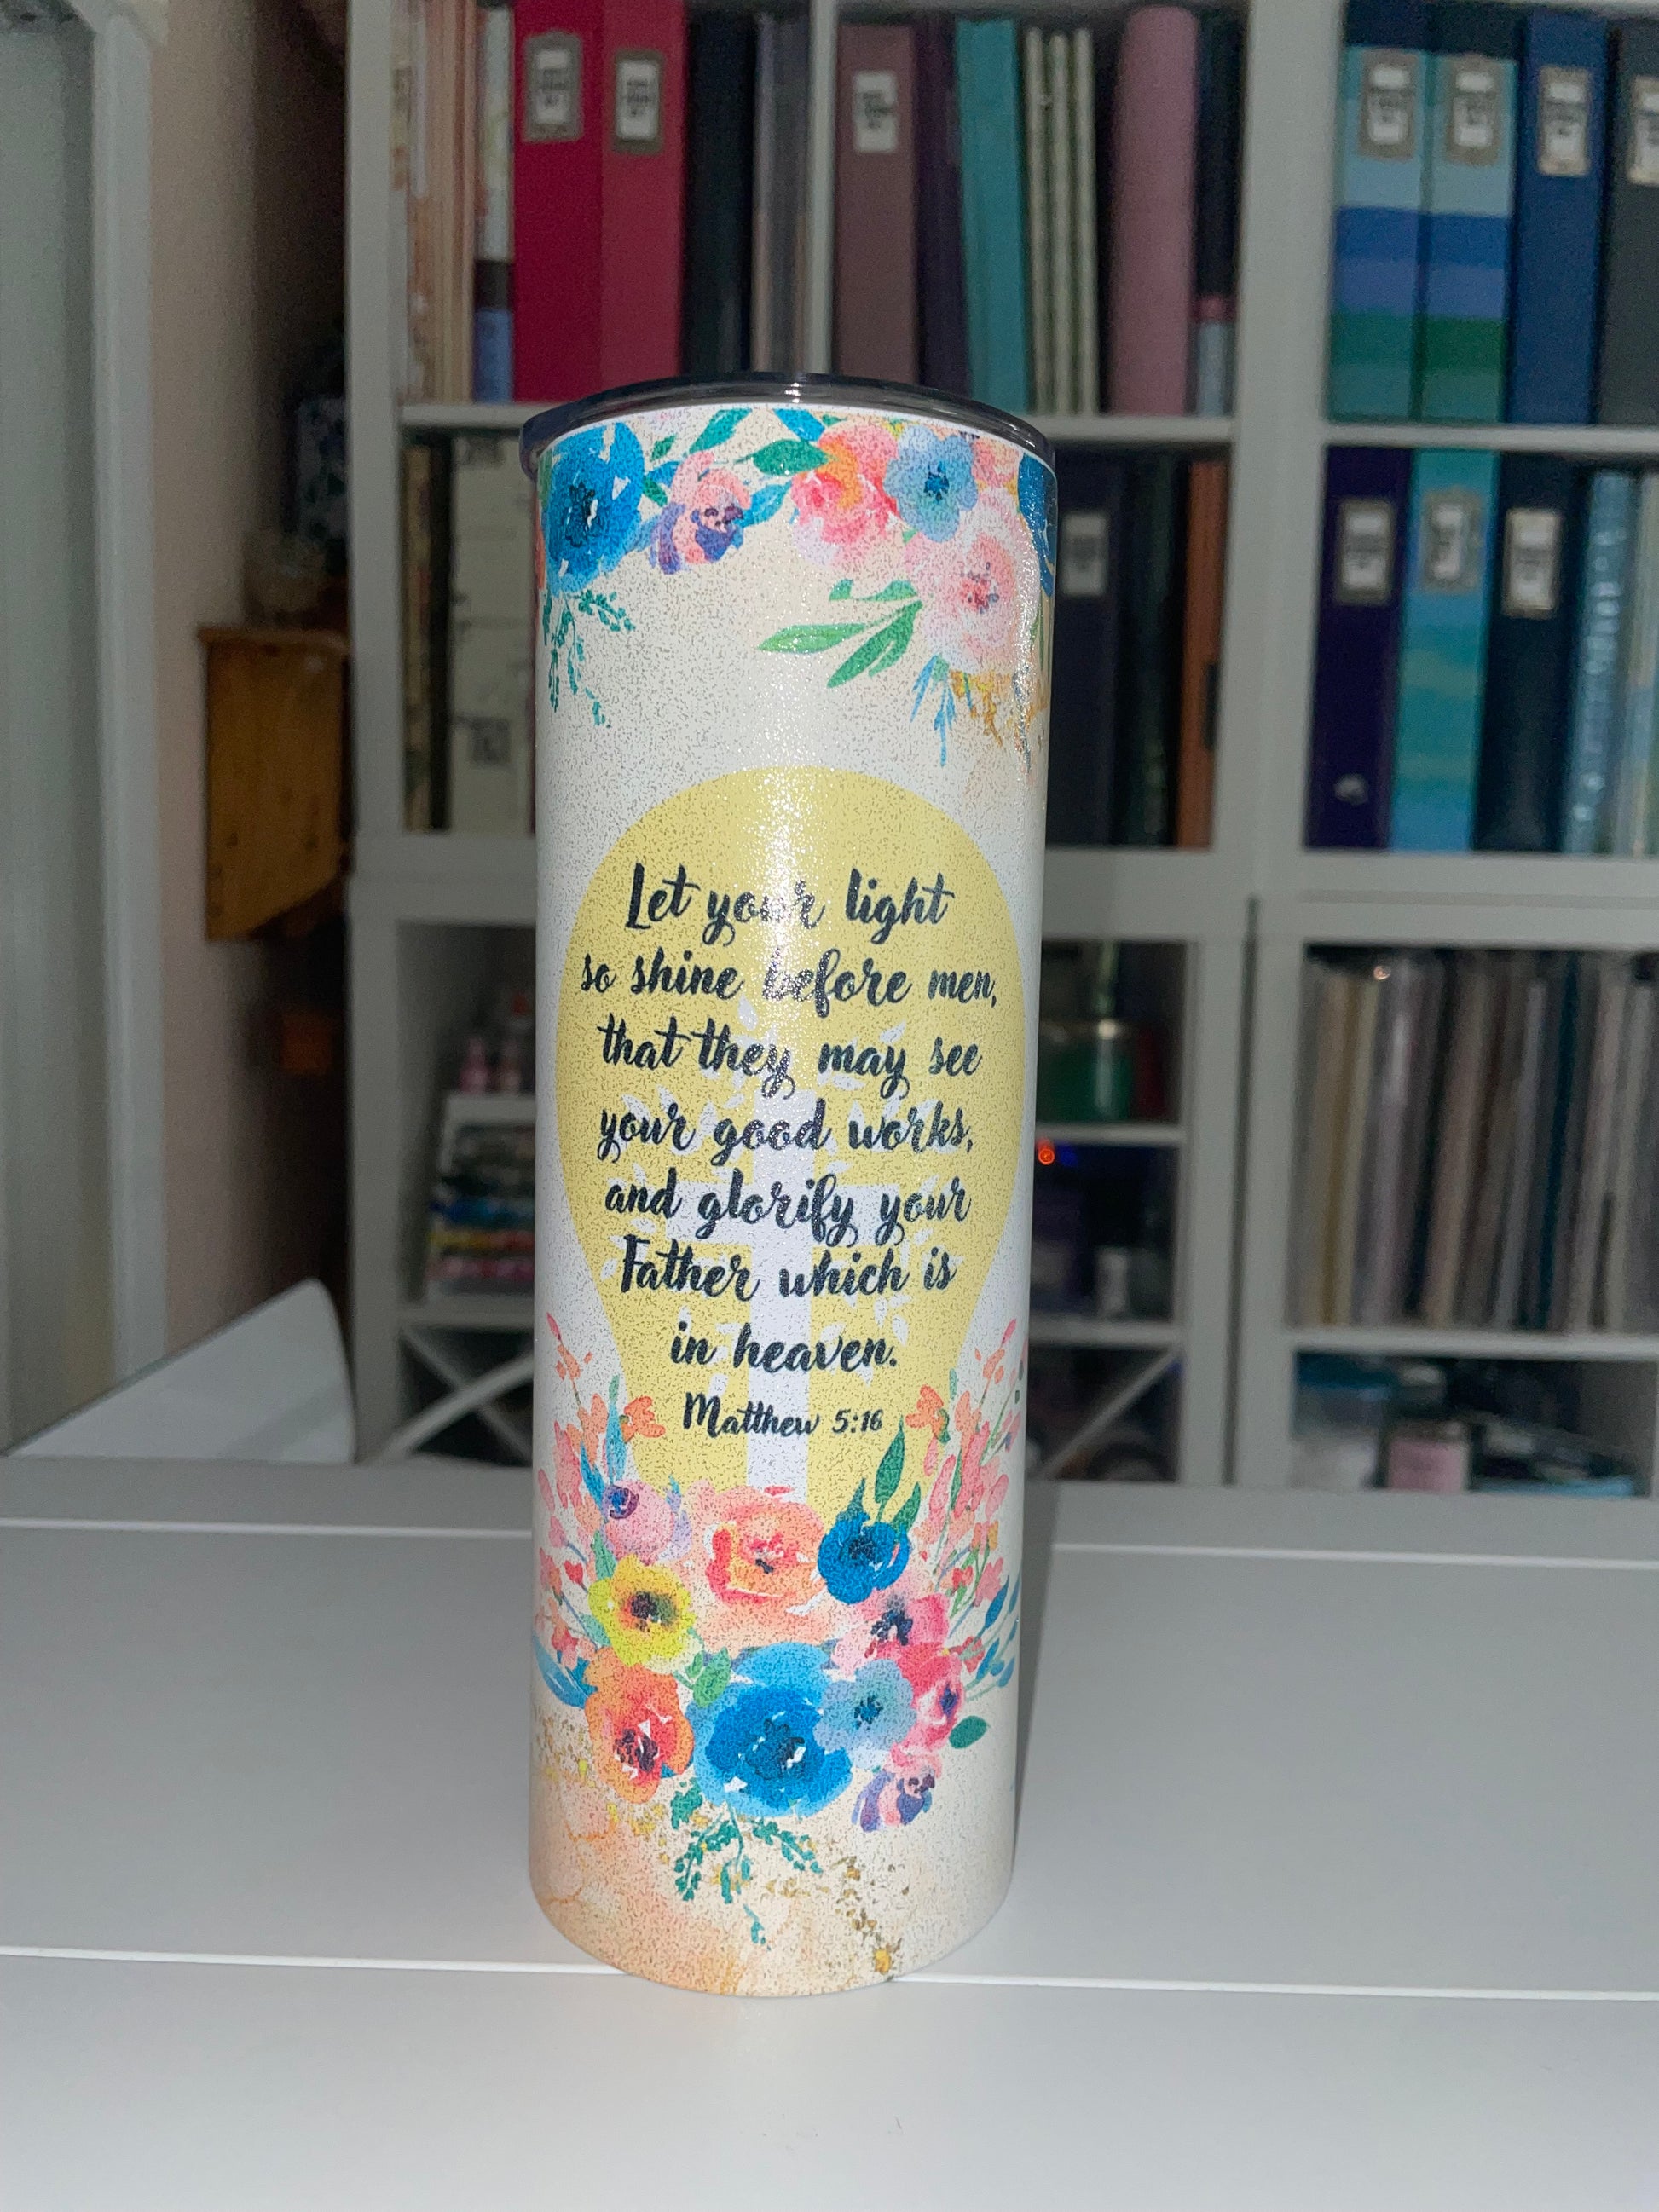 Let your light
so shine before men,
that they may see
your good works,
and glorify your
Father which is
in heaven.
Matthew 5:16